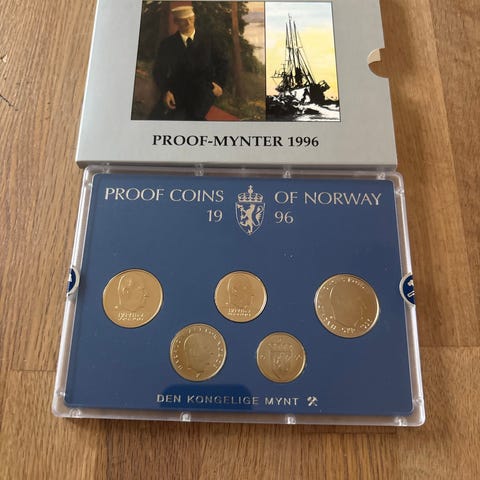 PROOF-MYNTER 1996
PROOF COINS OF NORWAY
19 96
DEN KONGELIGE MYNT